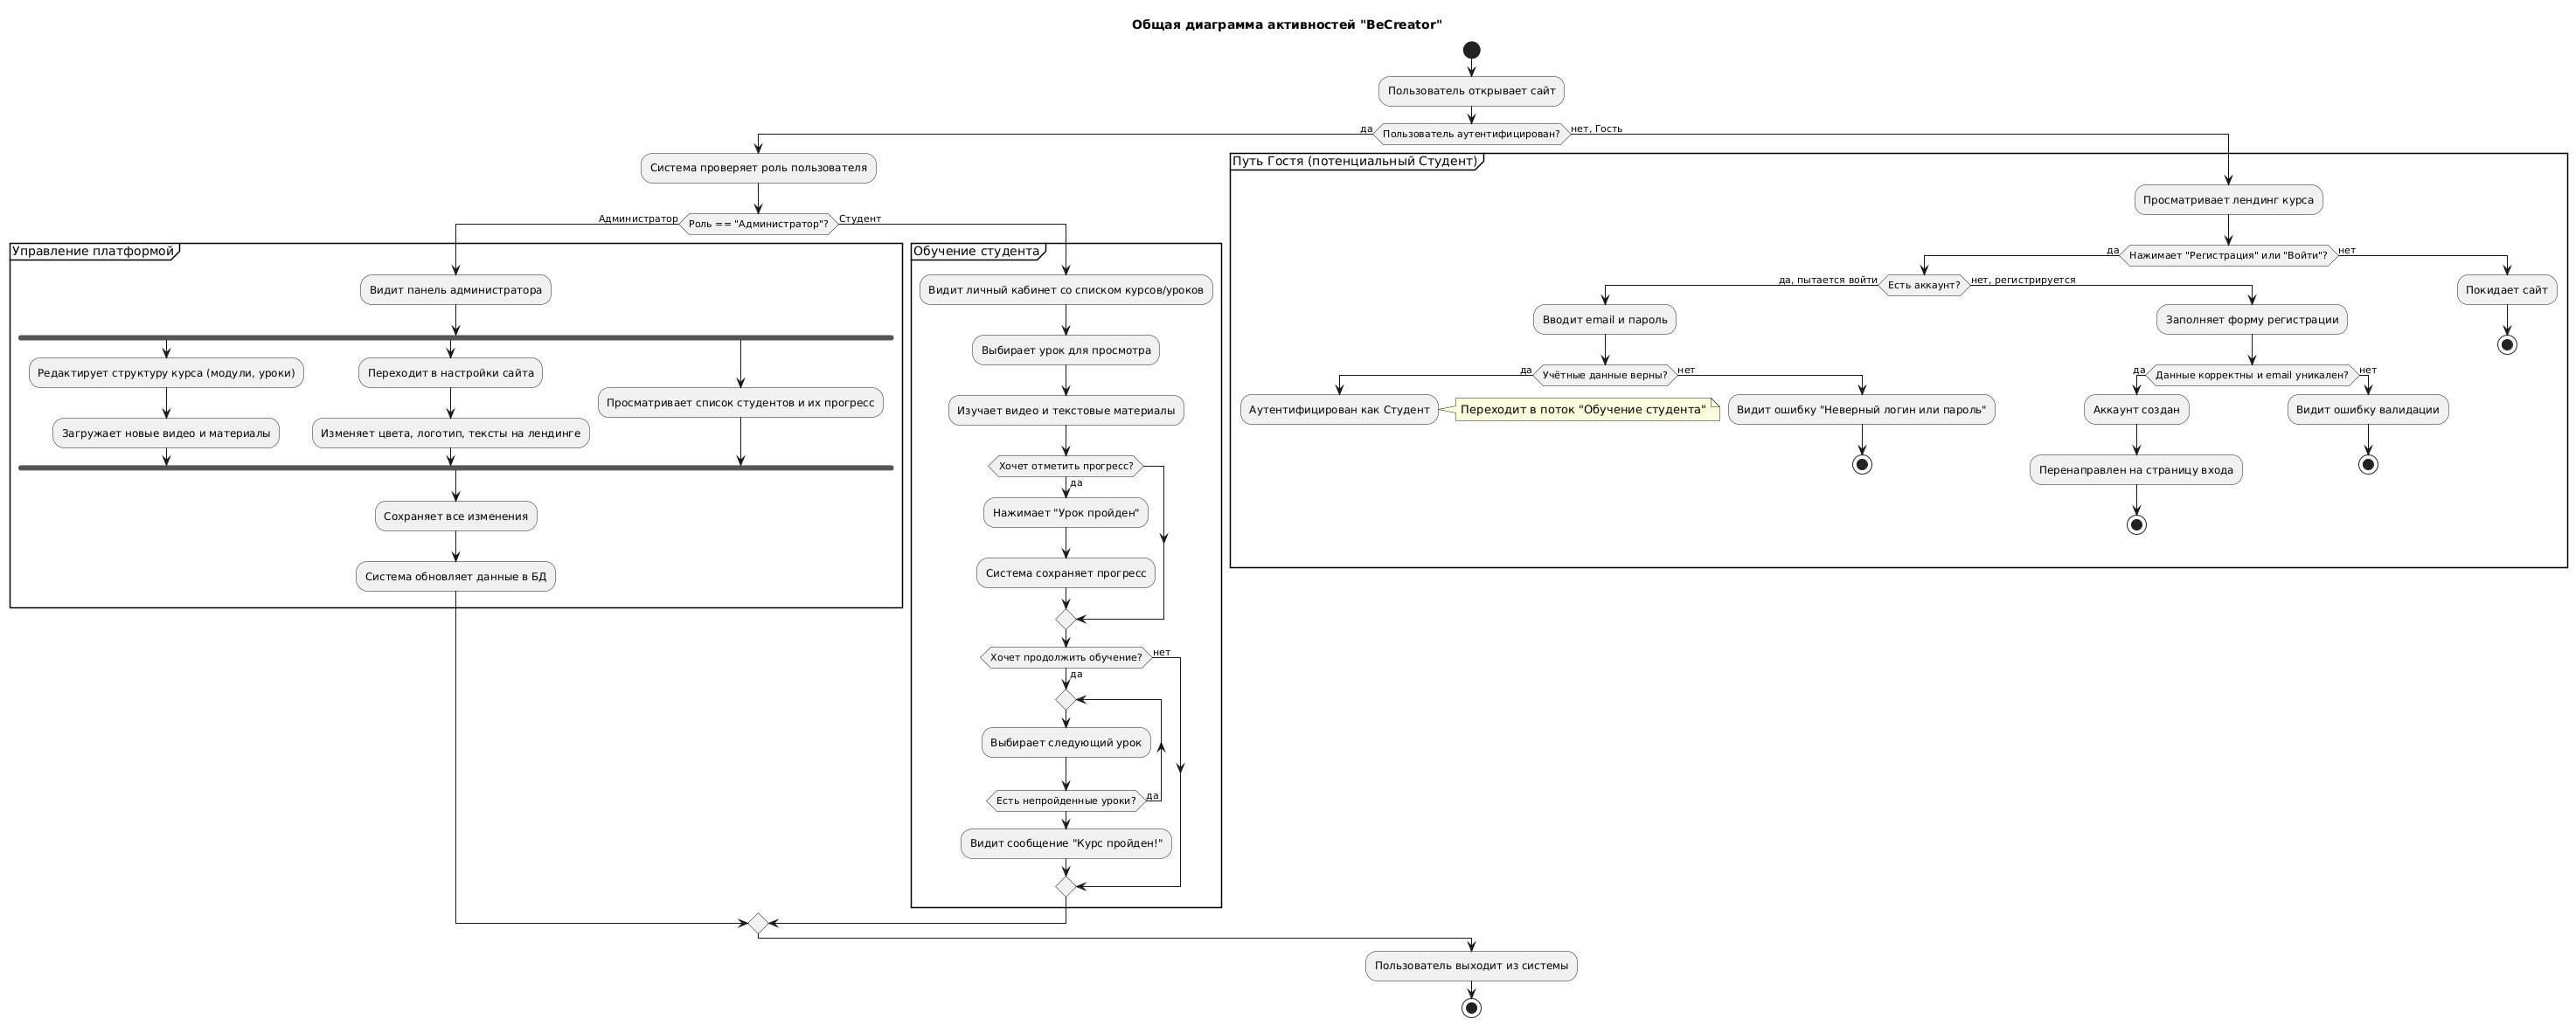 Общая диаграмма активностей "BeCreator"
Пользователь открывает сайт
Пользователь аутентифицирован?
да
нет, Гость
Система проверяет роль пользователя
Роль == "Администратор"?
Администратор
Студент
Управление платформой
Видит панель администратора
Редактирует структуру курса (модули, уроки)
Загружает новые видео и материалы
Переходит в настройки сайта
Изменяет цвета, логотип, тексты на лендинге
Просматривает список студентов и их прогресс
Сохраняет все изменения
Система обновляет данные в БД
Обучение студента
Видит личный кабинет со списком курсов/уроков
Выбирает урок для просмотра
Изучает видео и текстовые материалы
Хочет отметить прогресс?
да
Нажимает "Урок пройден"
Система сохраняет прогресс
Хочет продолжить обучение?
нет
да
Выбирает следующий урок
Есть непройденные уроки?
да
Видит сообщение "Курс пройден!"
Путь Гостя (потенциальный Студент)
Просматривает лендинг курса
Нажимает "Регистрация" или "Войти"?
да
нет
Есть аккаунт?
да, пытается войти
нет, регистрируется
Вводит email и пароль
Учётные данные верны?
да
нет
Аутентифицирован как Студент
Переходит в поток "Обучение студента"
Видит ошибку "Неверный логин или пароль"
Заполняет форму регистрации
Данные корректны и email уникален?
да
нет
Аккаунт создан
Перенаправлен на страницу входа
Видит ошибку валидации
Покидает сайт
Пользователь выходит из системы